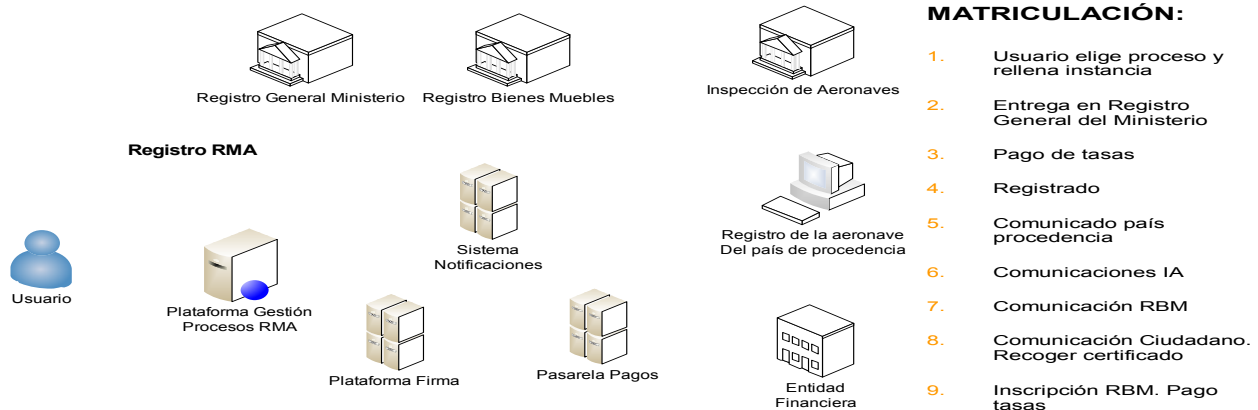 MATRICULACIÓN:
Registro General Ministerio
Registro Bienes Muebles
Inspección de Aeronaves
Registro RMA
Sistema
Notificaciones
Registro de la aeronave
Del país de procedencia
Usuario
Plataforma Gestión
Procesos RMA
Plataforma Firma
Pasarela Pagos
Entidad
Financiera
1. Usuario elige proceso y
rellena instancia
2. Entrega en Registro
General del Ministerio
3. Pago de tasas
4. Registrado
5. Comunicado país
procedencia
6. Comunicaciones IA
7. Comunicación RBM
8. Comunicación Ciudadano.
Recoger certificado
9. Inscripción RBM. Pago
tasas